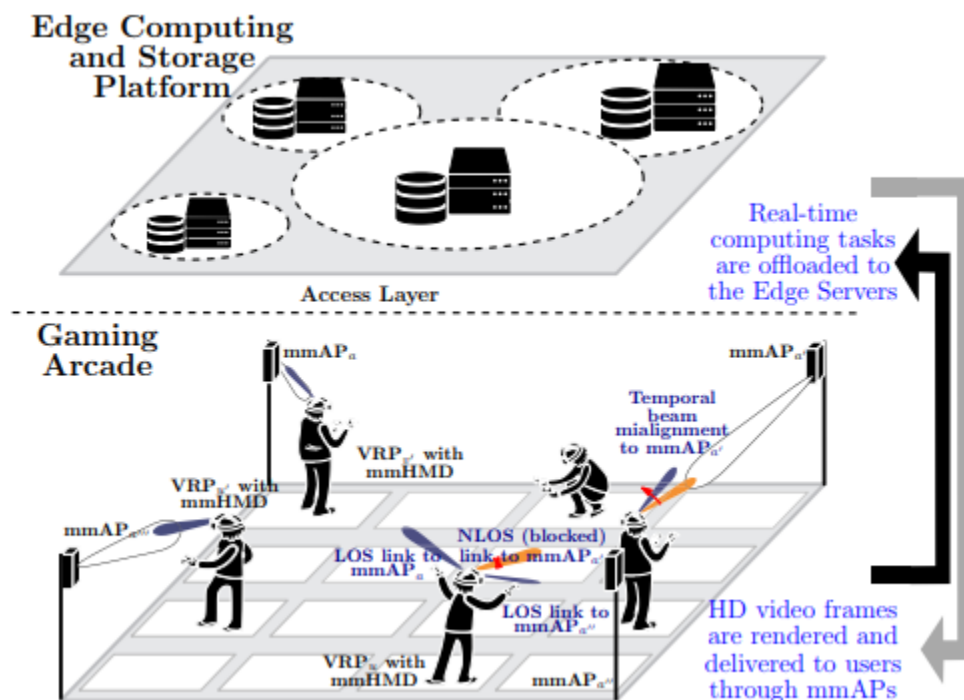 Edge Computing
and Storage
Platform
Real-time
computing tasks
are offloaded to
the Edge Servers
Access Layer
Gaming
Arcade
mmAPₐ
mmAPₐ′
Temporal
beam
mialignment
to mmAPₐ′
VRP with
mmHMD
VRP with
mmHMD
mmAPₐ‴
NLOS (blocked)
link to mmAPₐ′
LOS link to
mmAPₐ
LOS link to
mmAPₐ″
HD video frames
are rendered and
delivered to users
through mmAPs
VRP with
mmHMD
mmAPₐ″